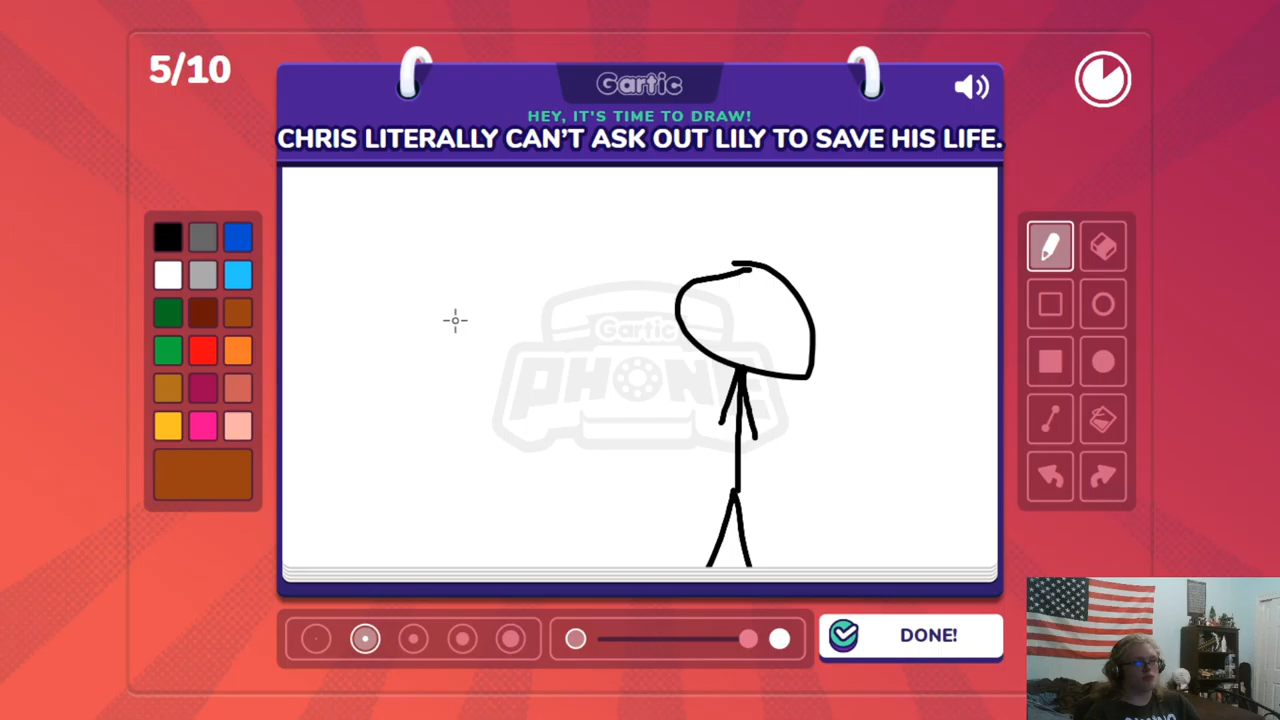 5/10
Gartic
HEY, IT'S TIME TO DRAW!
CHRIS LITERALLY CAN'T ASK OUT LILY TO SAVE HIS LIFE.
Gartic
PHONE
DONE!